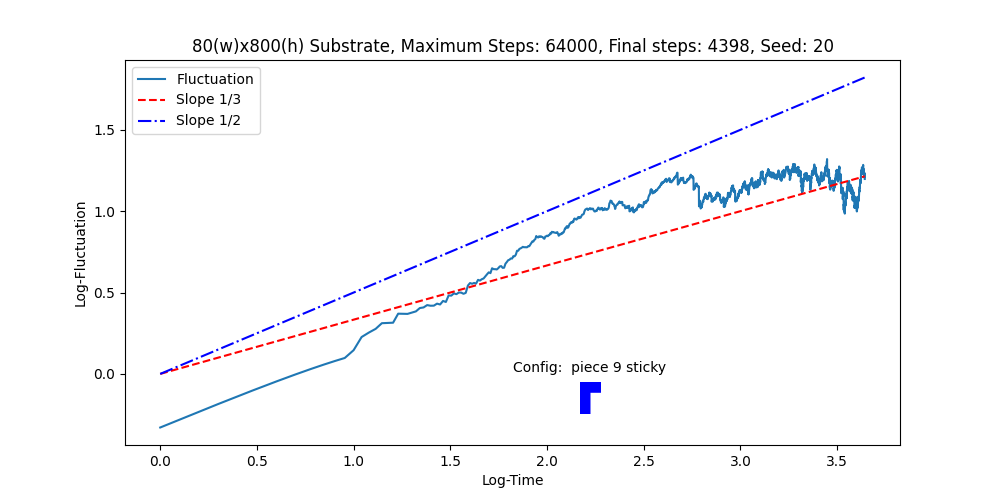 80(w)x800(h) Substrate, Maximum Steps: 64000, Final steps: 4398, Seed: 20
Fluctuation
Slope 1/3
Slope 1/2
Log-Fluctuation
1.5
1.0
0.5
0.0
Config:  piece 9 sticky
0.0 0.5 1.0 1.5 2.0 2.5 3.0 3.5
Log-Time